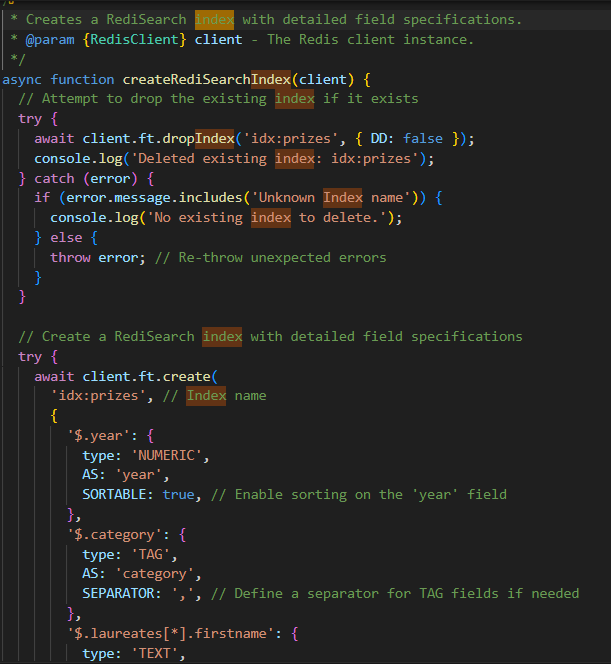 * Creates a RediSearch index with detailed field specifications.
* @param {RedisClient} client - The Redis client instance.
*/
async function createRediSearchIndex(client) {
// Attempt to drop the existing index if it exists
try {
await client.ft.dropIndex('idx:prizes', { DD: false });
console.log('Deleted existing index: idx:prizes');
} catch (error) {
if (error.message.includes('Unknown Index name')) {
console.log('No existing index to delete.');
} else {
throw error; // Re-throw unexpected errors
}
}
// Create a RediSearch index with detailed field specifications
try {
await client.ft.create(
'idx:prizes', // Index name
{
'$.year': {
type: 'NUMERIC',
AS: 'year',
SORTABLE: true, // Enable sorting on the 'year' field
},
'$.category': {
type: 'TAG',
AS: 'category',
SEPARATOR: ',', // Define a separator for TAG fields if needed
},
'$.laureates[*].firstname': {
type: 'TEXT',